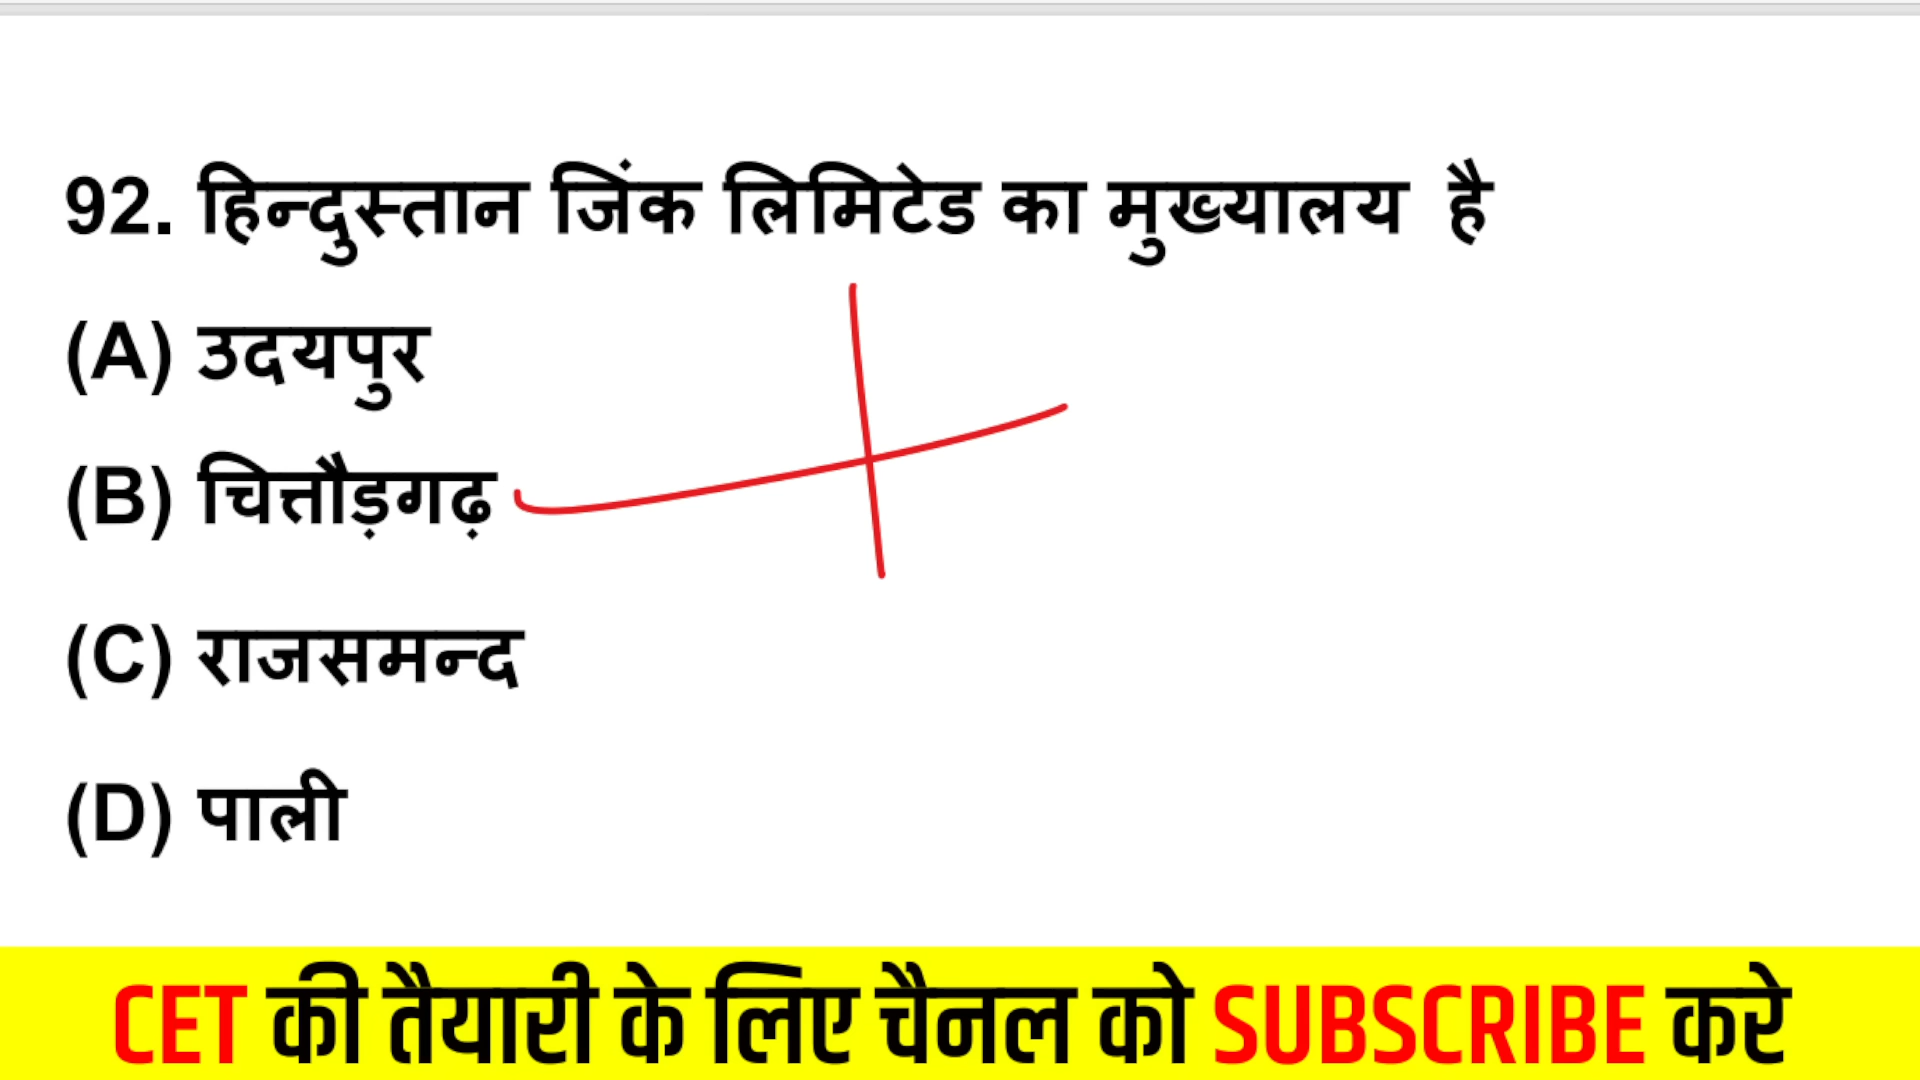 92. हिन्दुस्तान जिंक लिमिटेड का मुख्यालय है
(A) उदयपुर
(B) चित्तौड़गढ़
(C) राजसमन्द
(D) पाली
CET की तैयारी के लिए चैनल को SUBSCRIBE करे